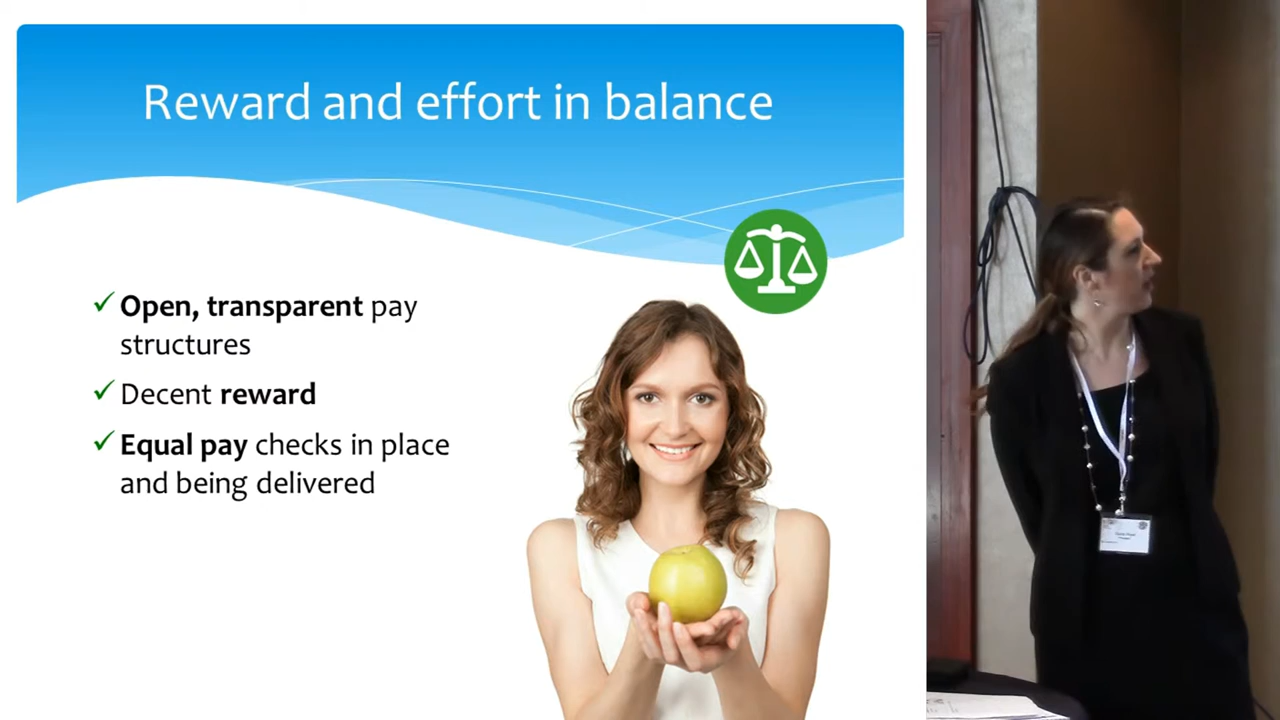 Reward and effort in balance
Open, transparent pay
structures
Decent reward
Equal pay checks in place
and being delivered